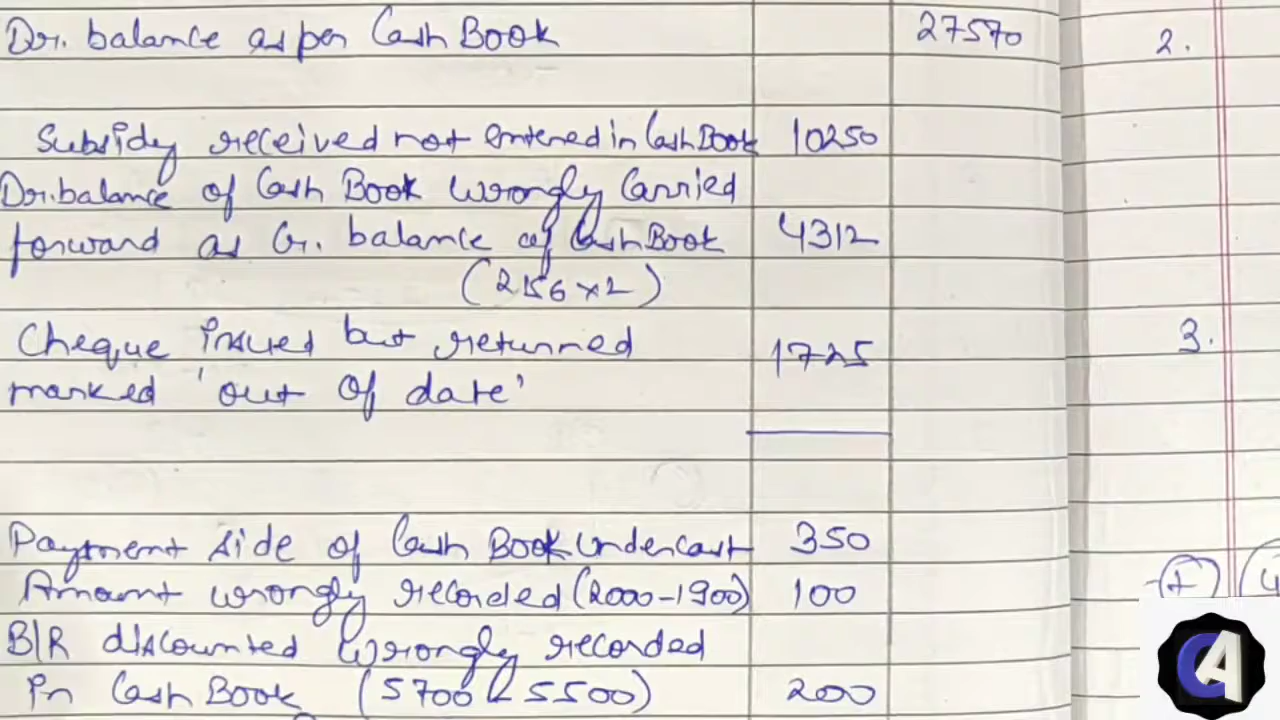 Dr. balance as per Cash Book 27570
2.
Subsidy received not entered in Cash Book 10250
Dr. balance of Cash Book wrongly carried
forward as Cr. balance of Cash Book 4312
(2156 x 2)
Cheque issued but returned 1725
3.
marked 'out of date'
Payment side of Cash Book Undercast 350
Amount wrongly recorded (2000-1900) 100
+
B/R discounted wrongly recorded
in Cash Book (5700 - 5500) 200
CA